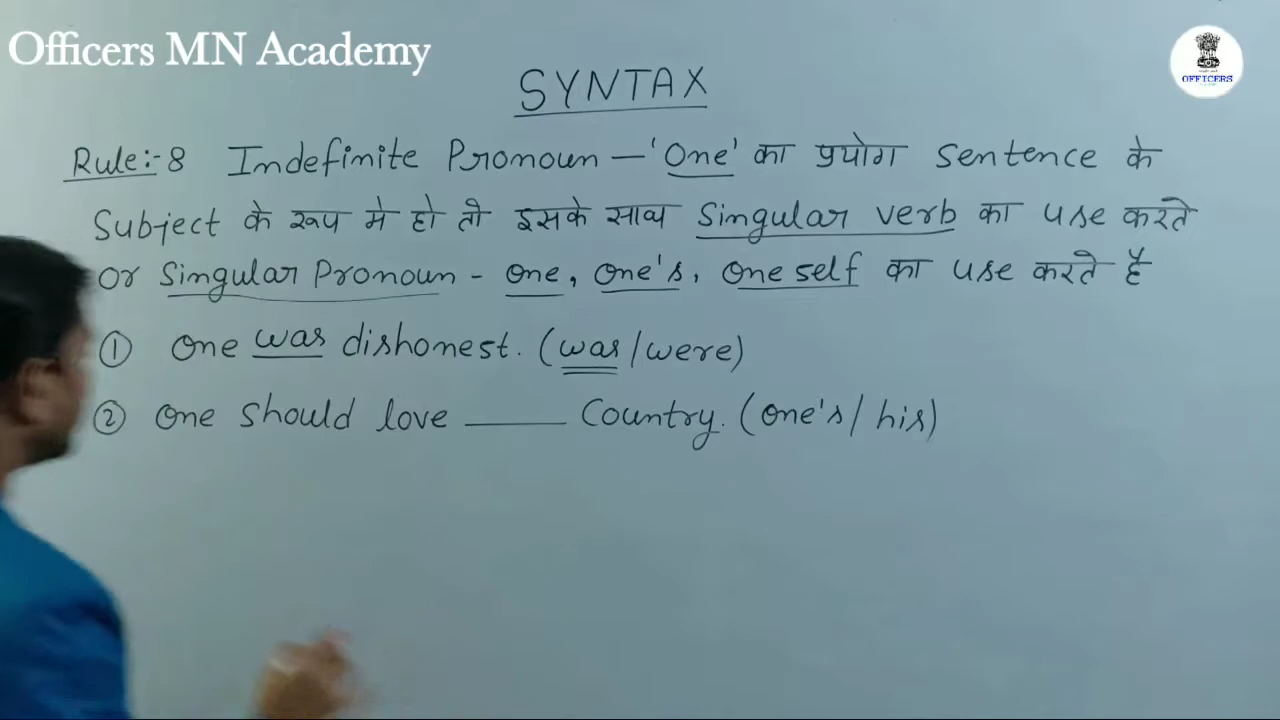 Officers MN Academy
OFFICERS
SYNTAX
Rule:- 8 Indefinite Pronoun – 'One' का प्रयोग sentence के
Subject के रूप मे हो तो इसके साथ Singular verb का use करते
or Singular Pronoun - one, one's, oneself का use करते है
① One was dishonest. (was/were)
② One should love ______ Country. (one's/his)